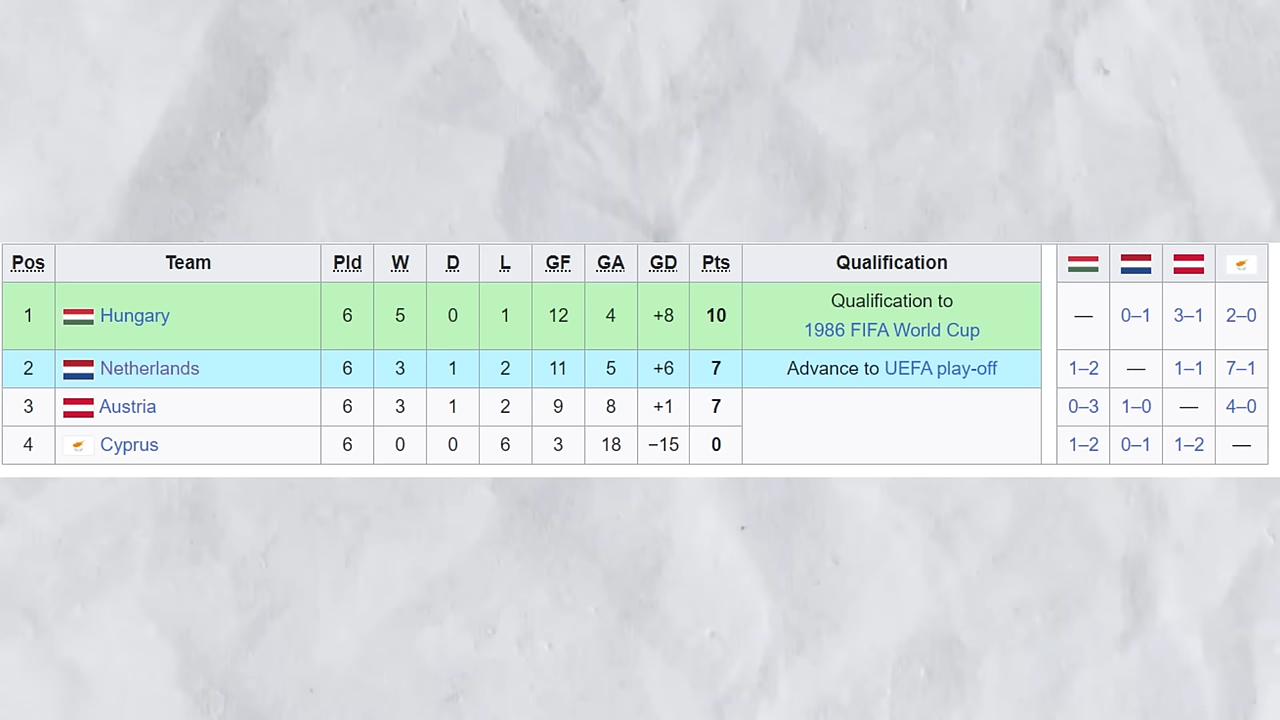 Pos Team Pld W D L GF GA GD Pts Qualification
1 Hungary 6 5 0 1 12 4 +8 10 Qualification to 1986 FIFA World Cup — 0–1 3–1 2–0
2 Netherlands 6 3 1 2 11 5 +6 7 Advance to UEFA play-off 1–2 — 1–1 7–1
3 Austria 6 3 1 2 9 8 +1 7 0–3 1–0 — 4–0
4 Cyprus 6 0 0 6 3 18 −15 0 1–2 0–1 1–2 —